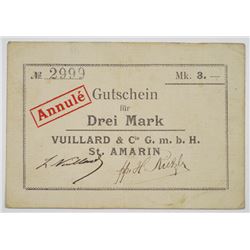 № 2999 Mk. 3.—
Annulé
Gutschein
für
Drei Mark
VUILLARD & Cie G. m. b. H.
St. AMARIN